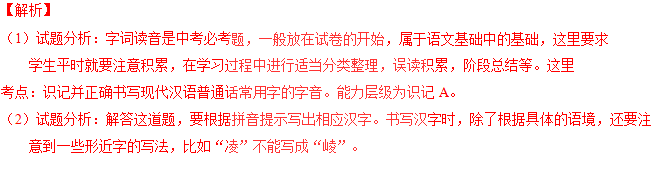 【解析】
（1）试题分析：字词读音是中考必考题，一般放在试卷的开始，属于语文基础中的基础，这里要求
学生平时就要注意积累，在学习过程中进行适当分类整理，误读积累，阶段总结等。这里
考点：识记并正确书写现代汉语普通话常用字的字音。能力层级为识记 A。
（2）试题分析：解答这道题，要根据拼音提示写出相应汉字。书写汉字时，除了根据具体的语境，还要注
意到一些形近字的写法，比如“凌”不能写成“崚”。